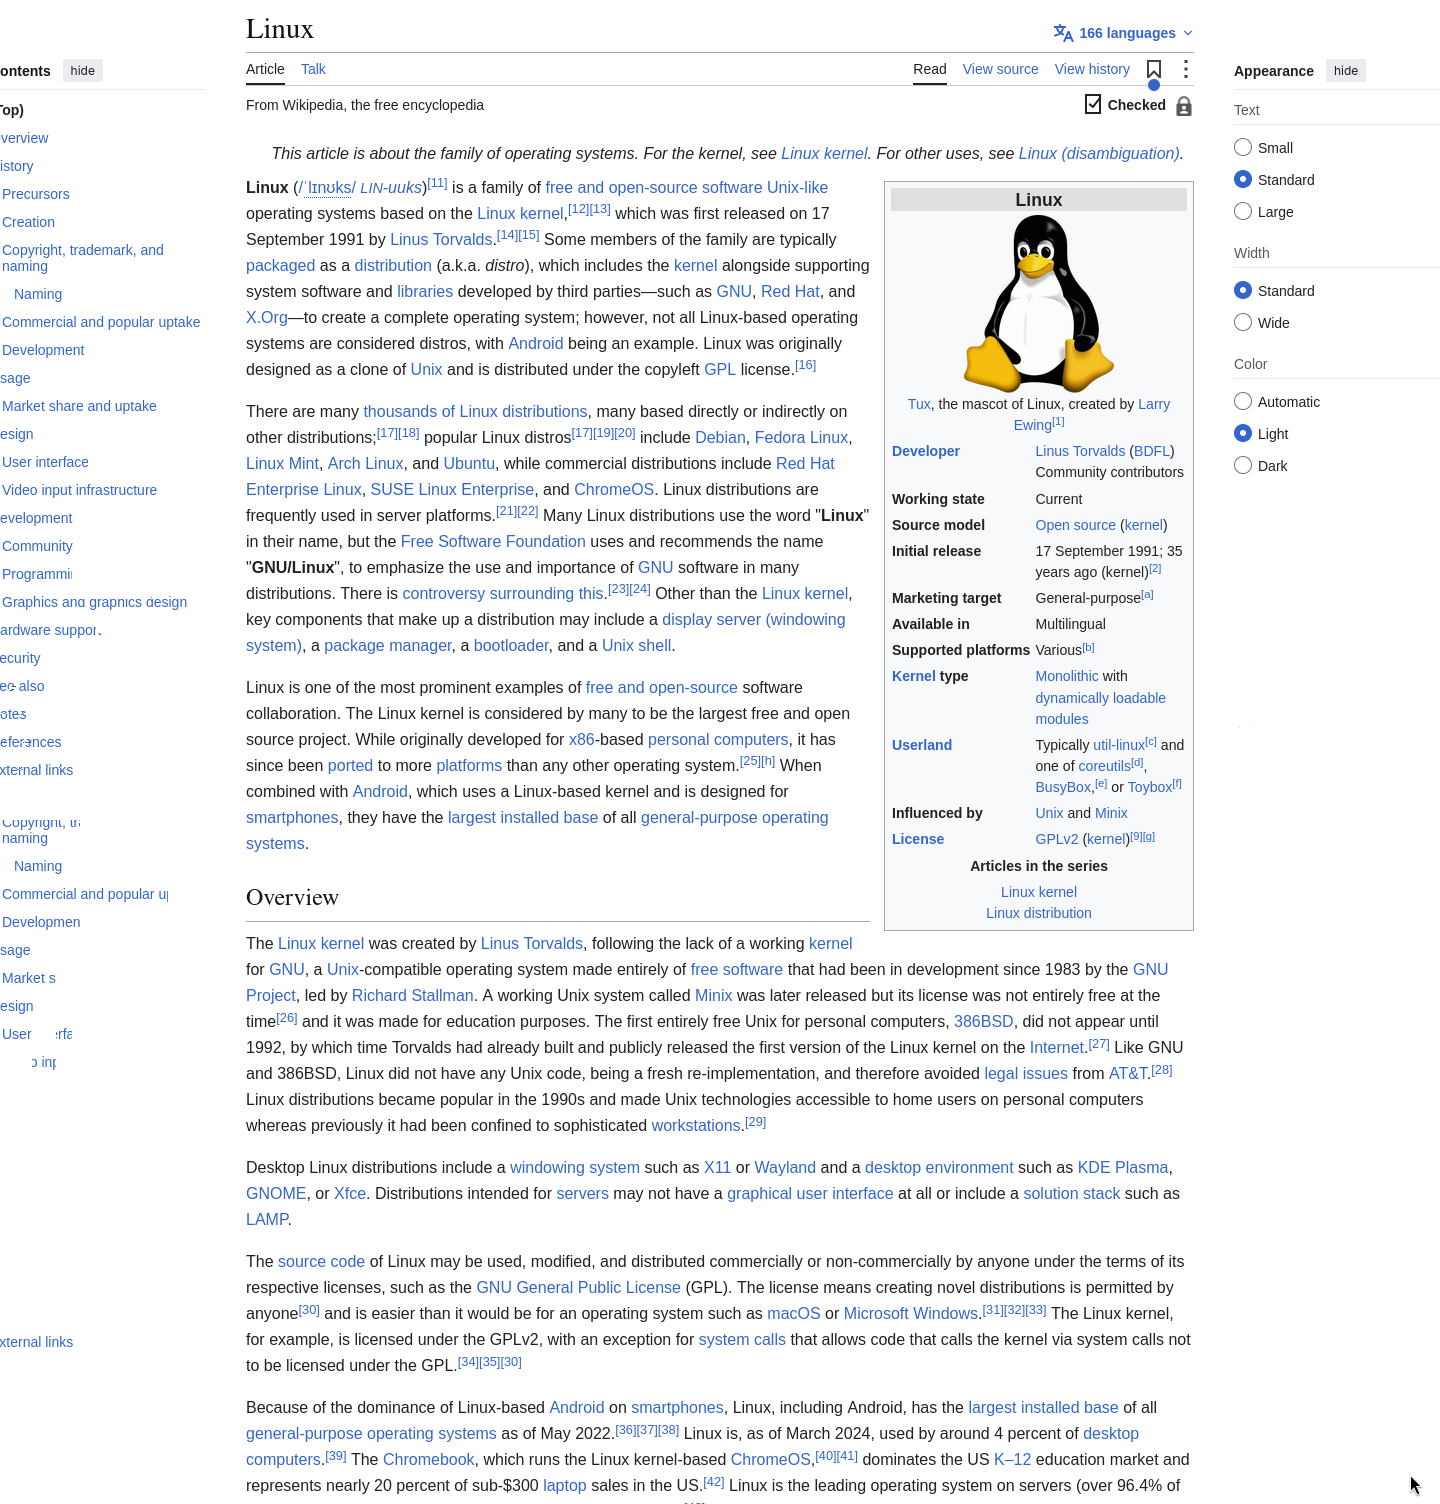 Linux
166 languages
Article Talk
Read View source View history
From Wikipedia, the free encyclopedia
Checked
ontents hide
Top)
verview
istory
Precursors
Creation
Copyright, trademark, and
naming
Naming
Commercial and popular uptake
Development
sage
Market share and uptake
esign
User interface
Video input infrastructure
evelopment
Community
Graphics and graphics design
ardware support
ecurity
ee also
otes
eferences
xternal links
naming
Naming
Commercial and popular
Developmen
sage
Market s
esign
User
xternal links
This article is about the family of operating systems. For the kernel, see Linux kernel. For other uses, see Linux (disambiguation).
Linux (/ˈlɪnʊks/ LIN-uuks)[11] is a family of free and open-source software Unix-like
operating systems based on the Linux kernel,[12][13] which was first released on 17
September 1991 by Linus Torvalds.[14][15] Some members of the family are typically
packaged as a distribution (a.k.a. distro), which includes the kernel alongside supporting
system software and libraries developed by third parties—such as GNU, Red Hat, and
X.Org—to create a complete operating system; however, not all Linux-based operating
systems are considered distros, with Android being an example. Linux was originally
designed as a clone of Unix and is distributed under the copyleft GPL license.[16]
There are many thousands of Linux distributions, many based directly or indirectly on
other distributions;[17][18] popular Linux distros[17][19][20] include Debian, Fedora Linux,
Linux Mint, Arch Linux, and Ubuntu, while commercial distributions include Red Hat
Enterprise Linux, SUSE Linux Enterprise, and ChromeOS. Linux distributions are
frequently used in server platforms.[21][22] Many Linux distributions use the word "Linux"
in their name, but the Free Software Foundation uses and recommends the name
"GNU/Linux", to emphasize the use and importance of GNU software in many
distributions. There is controversy surrounding this.[23][24] Other than the Linux kernel,
key components that make up a distribution may include a display server (windowing
system), a package manager, a bootloader, and a Unix shell.
Linux is one of the most prominent examples of free and open-source software
collaboration. The Linux kernel is considered by many to be the largest free and open
source project. While originally developed for x86-based personal computers, it has
since been ported to more platforms than any other operating system.[25][h] When
combined with Android, which uses a Linux-based kernel and is designed for
smartphones, they have the largest installed base of all general-purpose operating
systems.
Linux
Tux, the mascot of Linux, created by Larry
Ewing[1]
Developer Linus Torvalds (BDFL)
Community contributors
Working state Current
Source model Open source (kernel)
Initial release 17 September 1991; 35
years ago (kernel)[2]
Marketing target General-purpose[a]
Available in Multilingual
Supported platforms Various[b]
Kernel type Monolithic with
dynamically loadable
modules
Userland Typically util-linux[c] and
one of coreutils[d],
BusyBox,[e] or Toybox[f]
Influenced by Unix and Minix
License GPLv2 (kernel)[9][g]
Articles in the series
Linux kernel
Linux distribution
Overview
The Linux kernel was created by Linus Torvalds, following the lack of a working kernel
for GNU, a Unix-compatible operating system made entirely of free software that had been in development since 1983 by the GNU
Project, led by Richard Stallman. A working Unix system called Minix was later released but its license was not entirely free at the
time[26] and it was made for education purposes. The first entirely free Unix for personal computers, 386BSD, did not appear until
1992, by which time Torvalds had already built and publicly released the first version of the Linux kernel on the Internet.[27] Like GNU
and 386BSD, Linux did not have any Unix code, being a fresh re-implementation, and therefore avoided legal issues from AT&T.[28]
Linux distributions became popular in the 1990s and made Unix technologies accessible to home users on personal computers
whereas previously it had been confined to sophisticated workstations.[29]
Desktop Linux distributions include a windowing system such as X11 or Wayland and a desktop environment such as KDE Plasma,
GNOME, or Xfce. Distributions intended for servers may not have a graphical user interface at all or include a solution stack such as
LAMP.
The source code of Linux may be used, modified, and distributed commercially or non-commercially by anyone under the terms of its
respective licenses, such as the GNU General Public License (GPL). The license means creating novel distributions is permitted by
anyone[30] and is easier than it would be for an operating system such as macOS or Microsoft Windows.[31][32][33] The Linux kernel,
for example, is licensed under the GPLv2, with an exception for system calls that allows code that calls the kernel via system calls not
to be licensed under the GPL.[34][35][30]
Because of the dominance of Linux-based Android on smartphones, Linux, including Android, has the largest installed base of all
general-purpose operating systems as of May 2022.[36][37][38] Linux is, as of March 2024, used by around 4 percent of desktop
computers.[39] The Chromebook, which runs the Linux kernel-based ChromeOS,[40][41] dominates the US K–12 education market and
represents nearly 20 percent of sub-$300 laptop sales in the US.[42] Linux is the leading operating system on servers (over 96.4% of
Appearance hide
Text
Small
Standard
Large
Width
Standard
Wide
Color
Automatic
Light
Dark